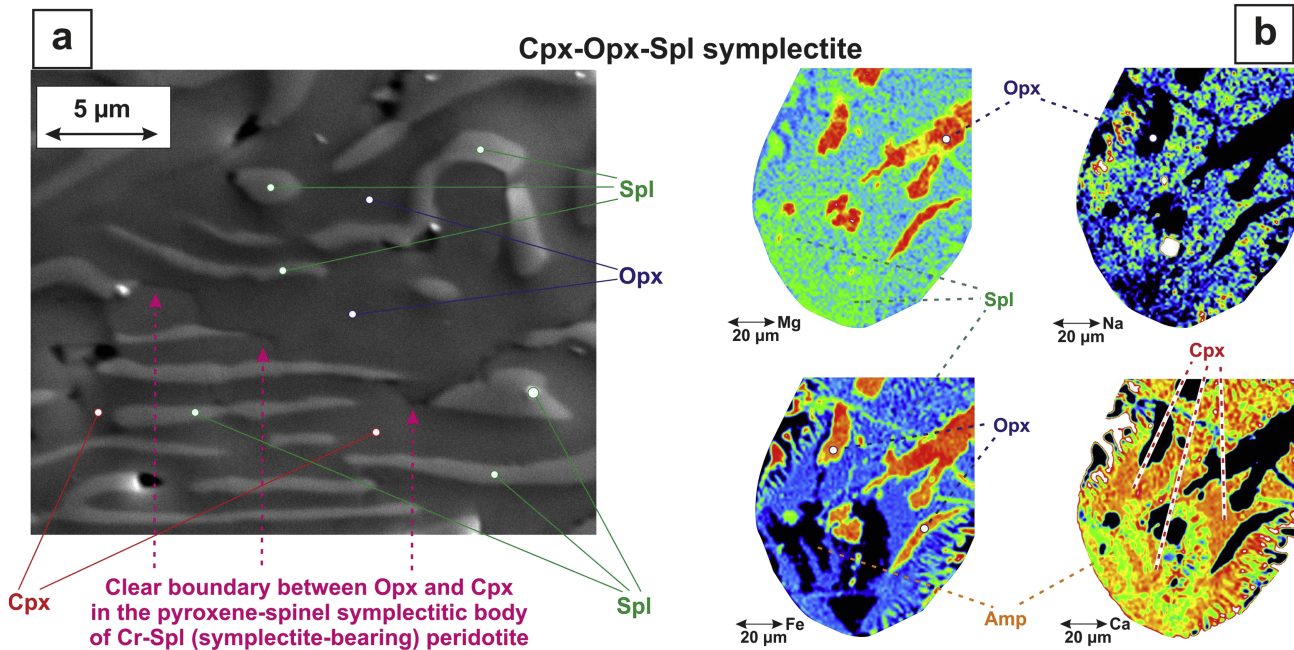 a
Cpx-Opx-Spl symplectite
b
5 µm
Spl
Opx
Cpx
Spl
Clear boundary between Opx and Cpx
in the pyroxene-spinel symplectitic body
of Cr-Spl (symplectite-bearing) peridotite
Opx
Spl
Mg
20 µm
Na
20 µm
Cpx
Opx
Amp
Fe
20 µm
Ca
20 µm